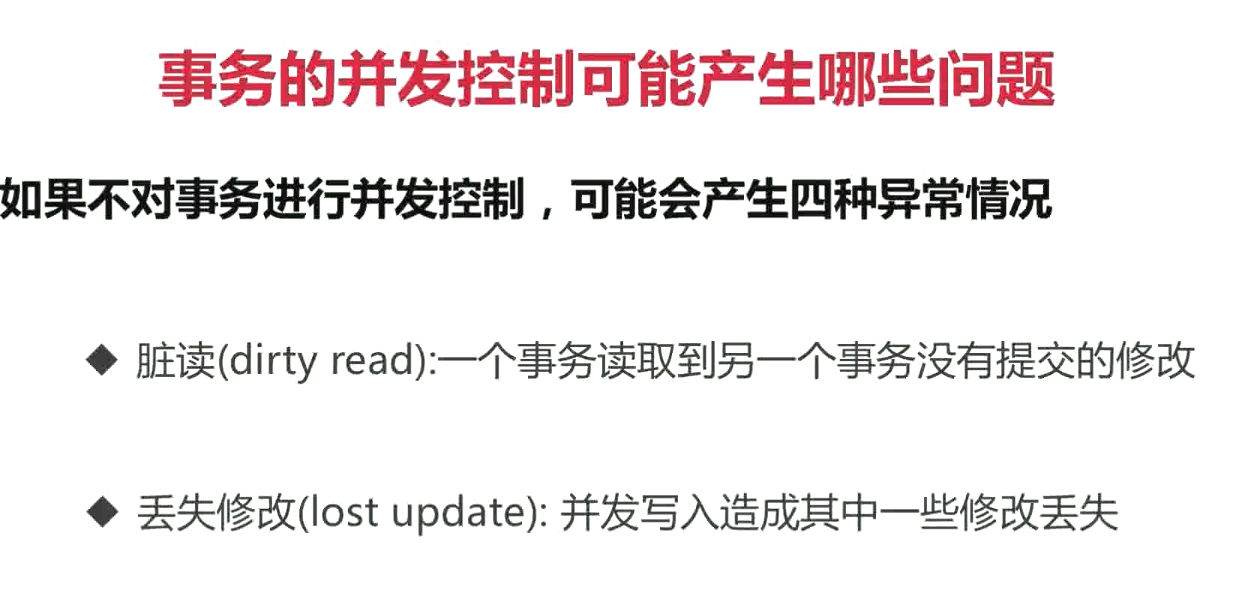 事务的并发控制可能产生哪些问题
如果不对事务进行并发控制，可能会产生四种异常情况
◆ 脏读(dirty read):一个事务读取到另一个事务没有提交的修改
◆ 丢失修改(lost update): 并发写入造成其中一些修改丢失